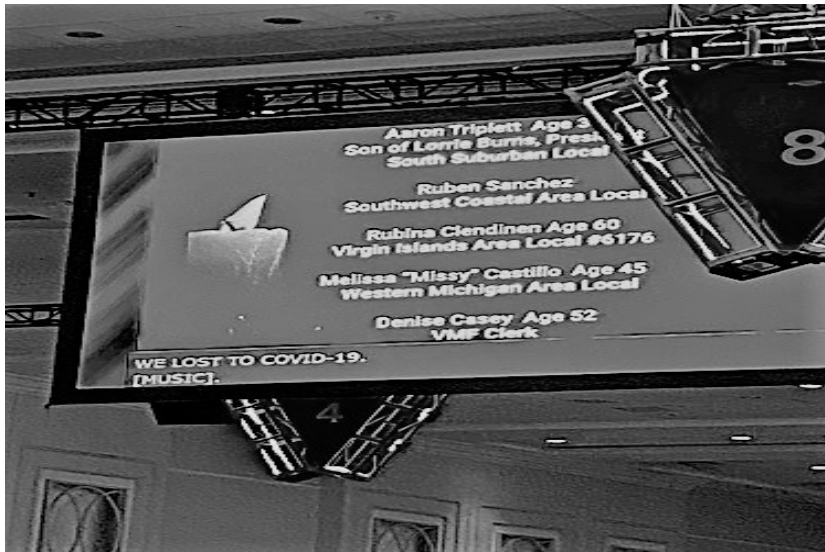 Aaron Triplett Age 3
Son of Lorrie Burns, Presi
South Suburban Local
Ruben Sanchez
Southwest Coastal Area Local
Rubina Clendinen Age 60
Virgin Islands Area Local #6176
Melissa "Missy" Castillo Age 45
Western Michigan Area Local
Denise Casey Age 52
VMF Clerk
WE LOST TO COVID-19.
[MUSIC].
8
4